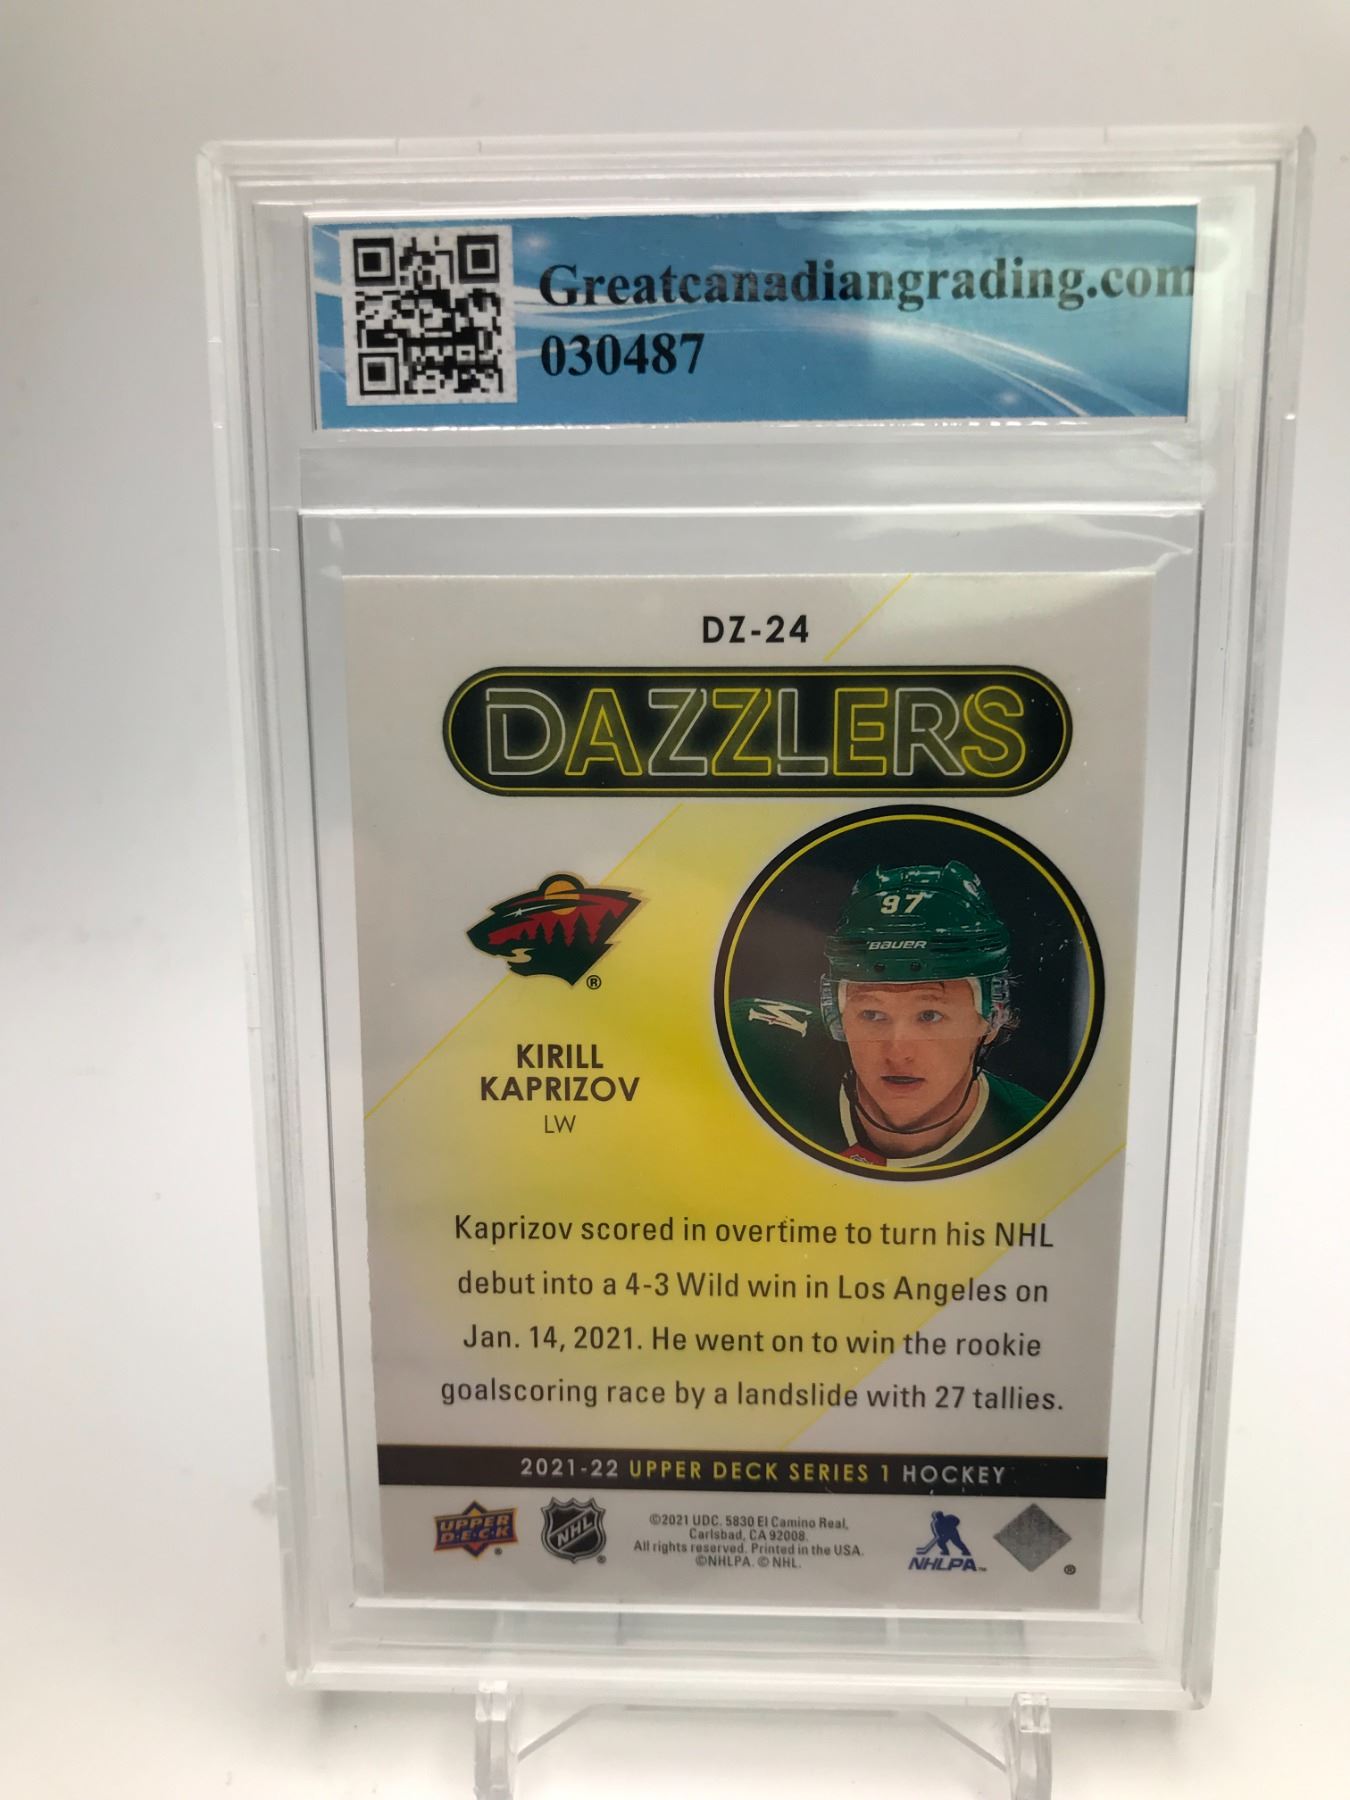 Greatcanadiangrading.com
030487
DZ-24
DAZZLERS
97
BAUER
®
KIRILL
KAPRIZOV
LW
Kaprizov scored in overtime to turn his NHL
debut into a 4-3 Wild win in Los Angeles on
Jan. 14, 2021. He went on to win the rookie
goalscoring race by a landslide with 27 tallies.
2021-22 UPPER DECK SERIES 1 HOCKEY
UPPER
D·E·C·K
®
NHL
®
©2021 UDC. 5830 El Camino Real,
Carlsbad, CA 92008.
All rights reserved. Printed in the USA.
©NHLPA. © NHL.
NHLPA™
®